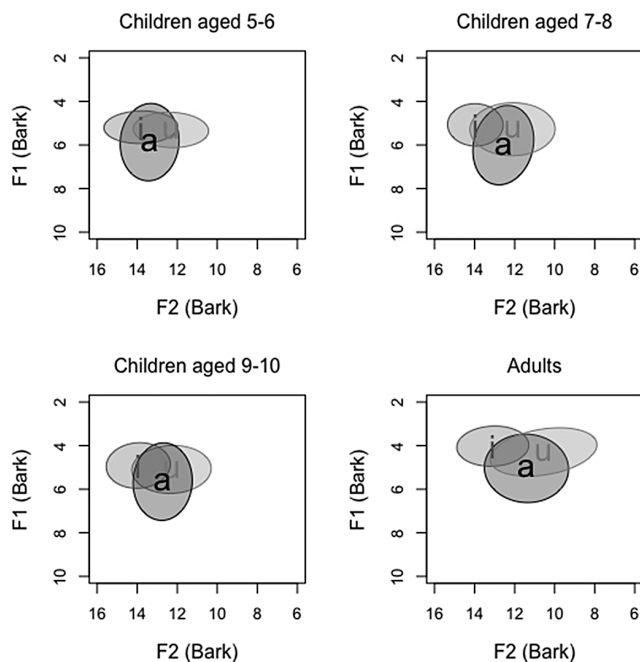 Children aged 5-6
F1 (Bark)
2
4
6
8
10
i
u
a
16 14 12 10 8 6
F2 (Bark)
Children aged 7-8
F1 (Bark)
2
4
6
8
10
i
u
a
16 14 12 10 8 6
F2 (Bark)
Children aged 9-10
F1 (Bark)
2
4
6
8
10
i
u
a
16 14 12 10 8 6
F2 (Bark)
Adults
F1 (Bark)
2
4
6
8
10
i
u
a
16 14 12 10 8 6
F2 (Bark)